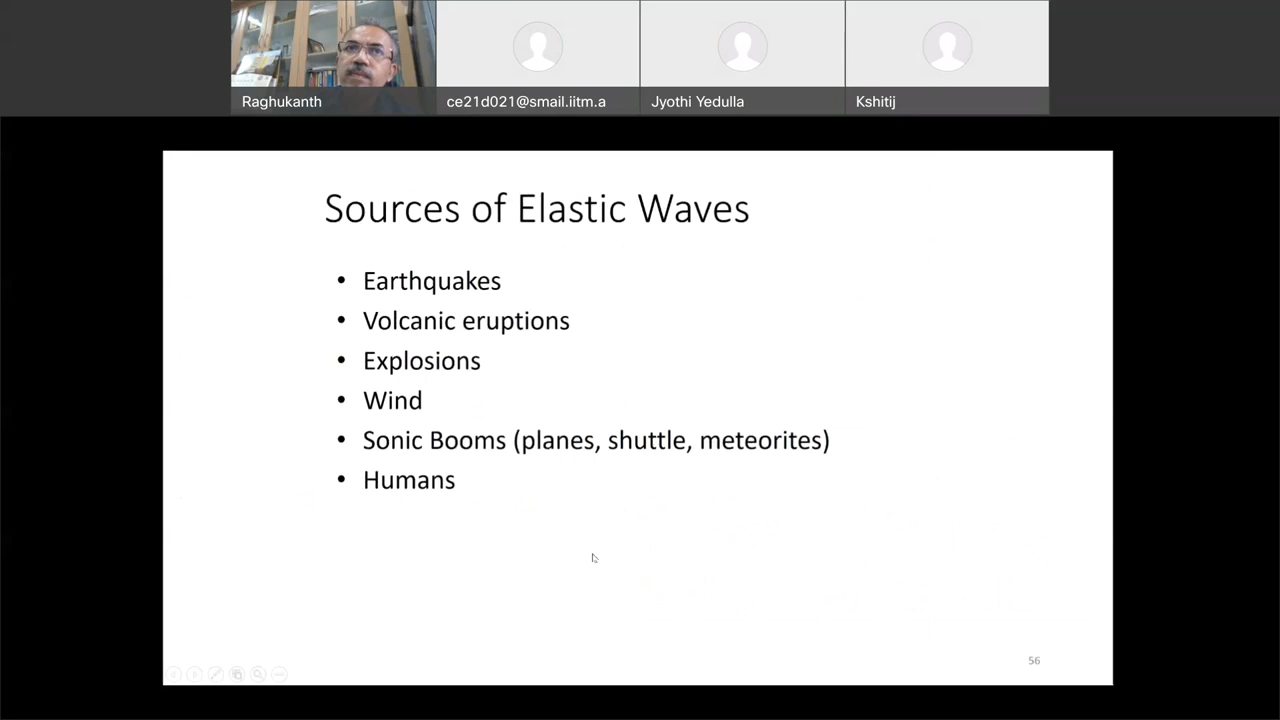 Raghukanth
ce21d021@smail.iitm.a
Jyothi Yedulla
Kshitij
Sources of Elastic Waves
• Earthquakes
• Volcanic eruptions
• Explosions
• Wind
• Sonic Booms (planes, shuttle, meteorites)
• Humans
56